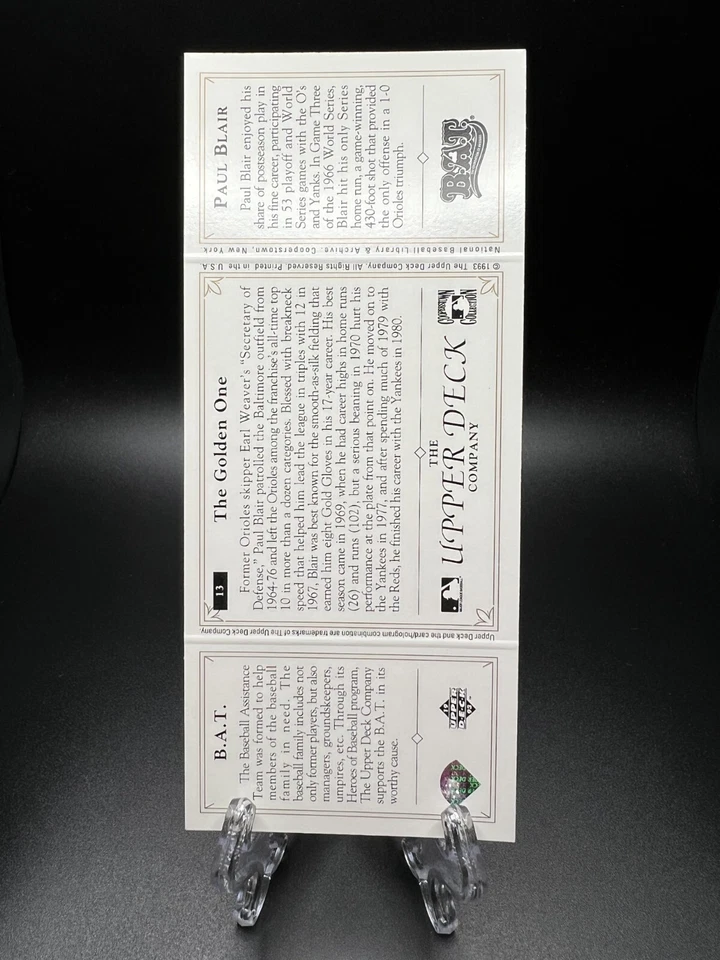 B.A.T.
The Baseball Assistance
Team was formed to help
members of the baseball
family in need. The
baseball family includes not
only former players, but also
managers, groundskeepers,
umpires, etc. Through its
Heroes of Baseball program,
The Upper Deck Company
supports the B.A.T. in its
worthy cause.
UPPER
DECK
Upper Deck and the card/hologram combination are trademarks of The Upper Deck Company.
13
The Golden One
Former Orioles skipper Earl Weaver's "Secretary of
Defense," Paul Blair patrolled the Baltimore outfield from
1964-76 and left the Orioles among the franchise's all-time top
10 in more than a dozen categories. Blessed with breakneck
speed that helped him lead the league in triples with 12 in
1967, Blair was best known for the smooth-as-silk fielding that
earned him eight Gold Gloves in his 17-year career. His best
season came in 1969, when he had career highs in home runs
(26) and runs (102), but a serious beaning in 1970 hurt his
performance at the plate from that point on. He moved on to
the Yankees in 1977, and after spending much of 1979 with
the Reds, he finished his career with the Yankees in 1980.
THE
UPPER DECK
COMPANY
COOPERSTOWN
COLLECTION
© 1993 The Upper Deck Company. All Rights Reserved. Printed in the U S A
National Baseball Library & Archive. Cooperstown, New York
PAUL BLAIR
Paul Blair enjoyed his
share of postseason play in
his fine career, participating
in 53 playoff and World
Series games with the O's
and Yanks. In Game Three
of the 1966 World Series,
Blair hit his only Series
home run, a game-winning,
430-foot shot that provided
the only offense in a 1-0
Orioles triumph.
B.A.T.